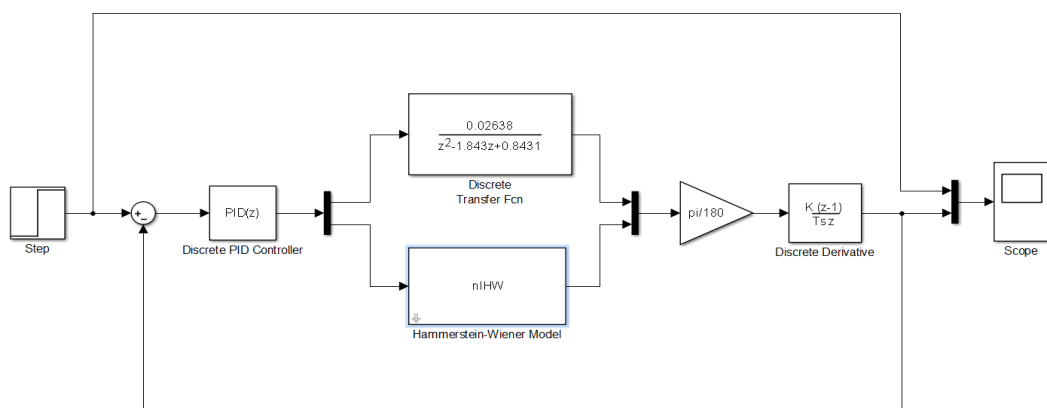 0.02638
z2-1.843z+0.8431
Discrete
Transfer Fcn
Step
+
−
PID(z)
Discrete PID Controller
pi/180
K (z-1)
Ts z
Discrete Derivative
Scope
nlHW
Hammerstein-Wiener Model